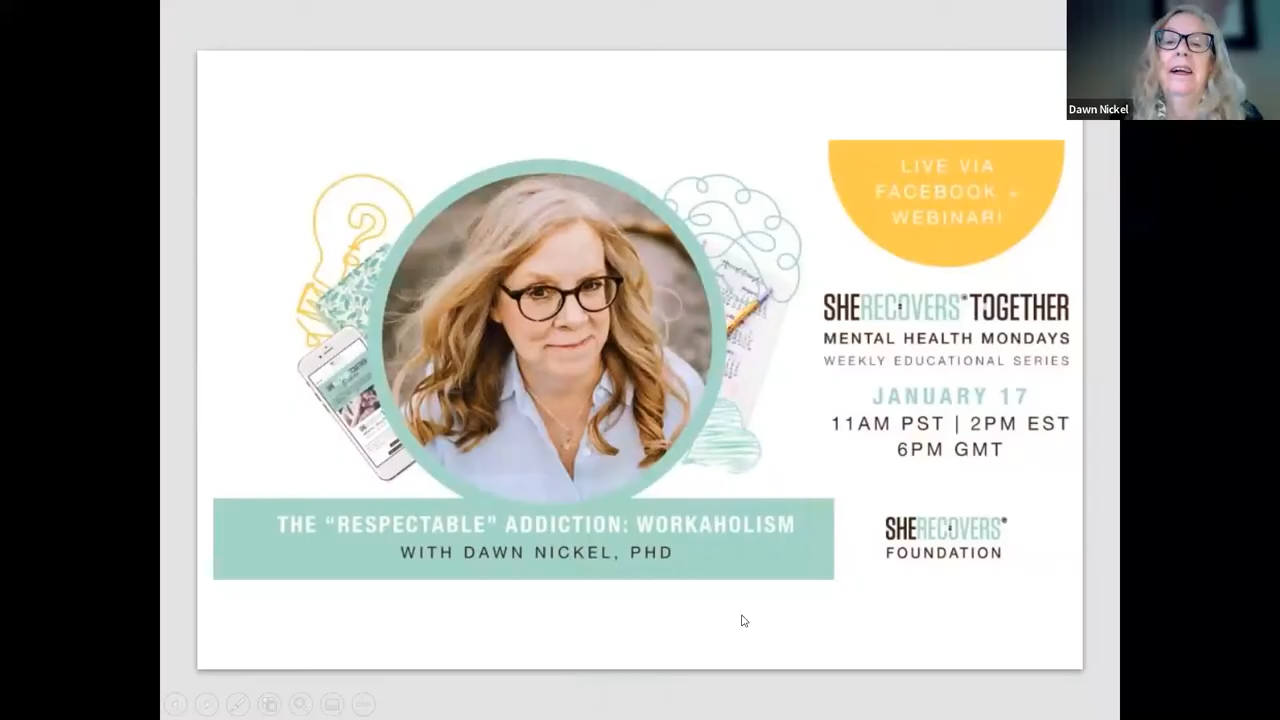 Dawn Nickel
LIVE VIA
FACEBOOK +
WEBINAR!
SHERECOVERS® TOGETHER
MENTAL HEALTH MONDAYS
WEEKLY EDUCATIONAL SERIES
JANUARY 17
11AM PST | 2PM EST
6PM GMT
THE “RESPECTABLE” ADDICTION: WORKAHOLISM
WITH DAWN NICKEL, PHD
SHERECOVERS®
FOUNDATION